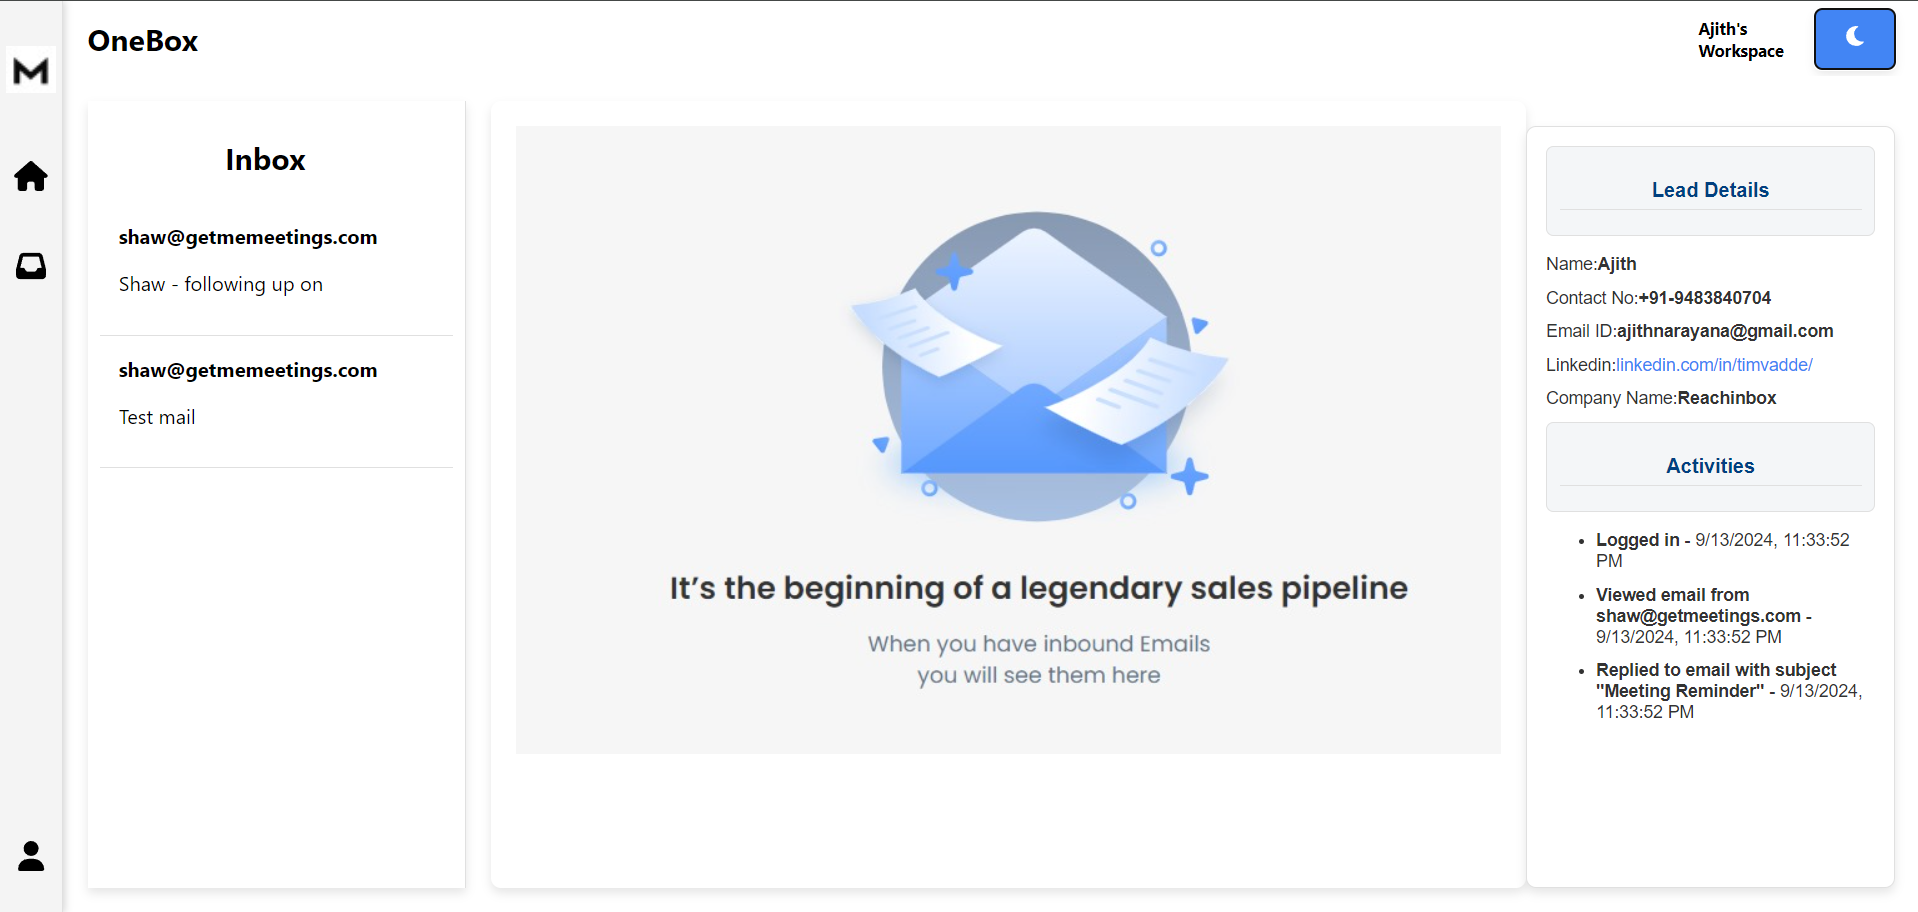 M
OneBox
Ajith's
Workspace
Inbox
shaw@getmemeetings.com
Shaw - following up on
shaw@getmemeetings.com
Test mail
It’s the beginning of a legendary sales pipeline
When you have inbound Emails
you will see them here
Lead Details
Name:Ajith
Contact No:+91-9483840704
Email ID:ajithnarayana@gmail.com
Linkedin:linkedin.com/in/timvadde/
Company Name:Reachinbox
Activities
• Logged in - 9/13/2024, 11:33:52
PM
• Viewed email from
shaw@getmeetings.com -
9/13/2024, 11:33:52 PM
• Replied to email with subject
"Meeting Reminder" - 9/13/2024,
11:33:52 PM